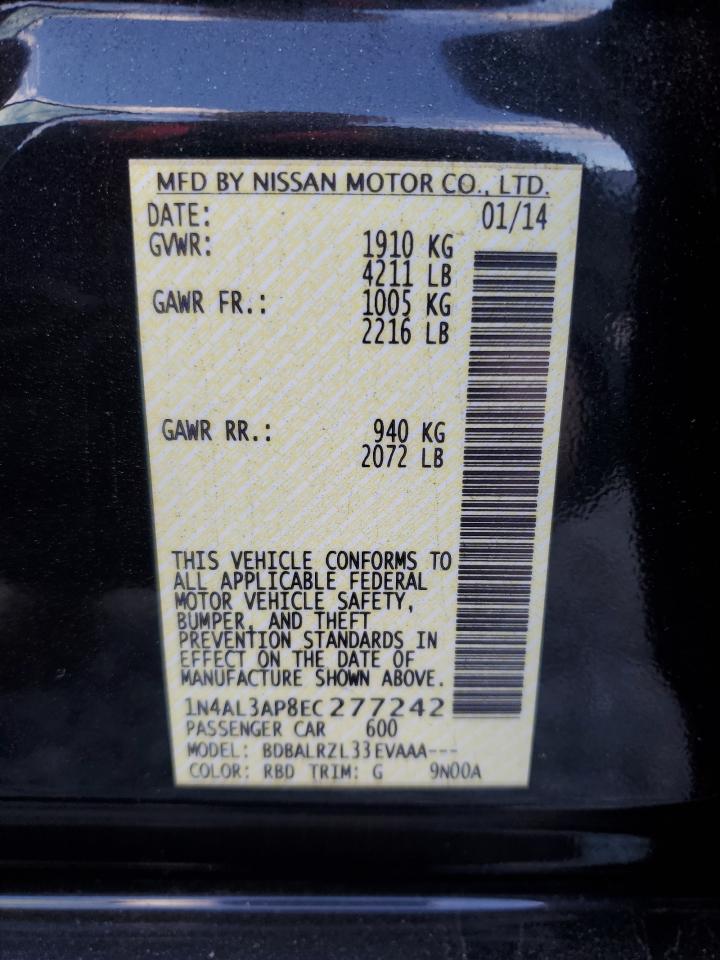 MFD BY NISSAN MOTOR CO., LTD.
DATE: 01/14
GVWR: 1910 KG
4211 LB
GAWR FR.: 1005 KG
2216 LB
GAWR RR.: 940 KG
2072 LB
THIS VEHICLE CONFORMS TO
ALL APPLICABLE FEDERAL
MOTOR VEHICLE SAFETY,
BUMPER, AND THEFT
PREVENTION STANDARDS IN
EFFECT ON THE DATE OF
MANUFACTURE SHOWN ABOVE.
1N4AL3AP8EC277242
PASSENGER CAR 600
MODEL: BDBALRZL33EVAAA---
COLOR: RBD TRIM: G 9N00A